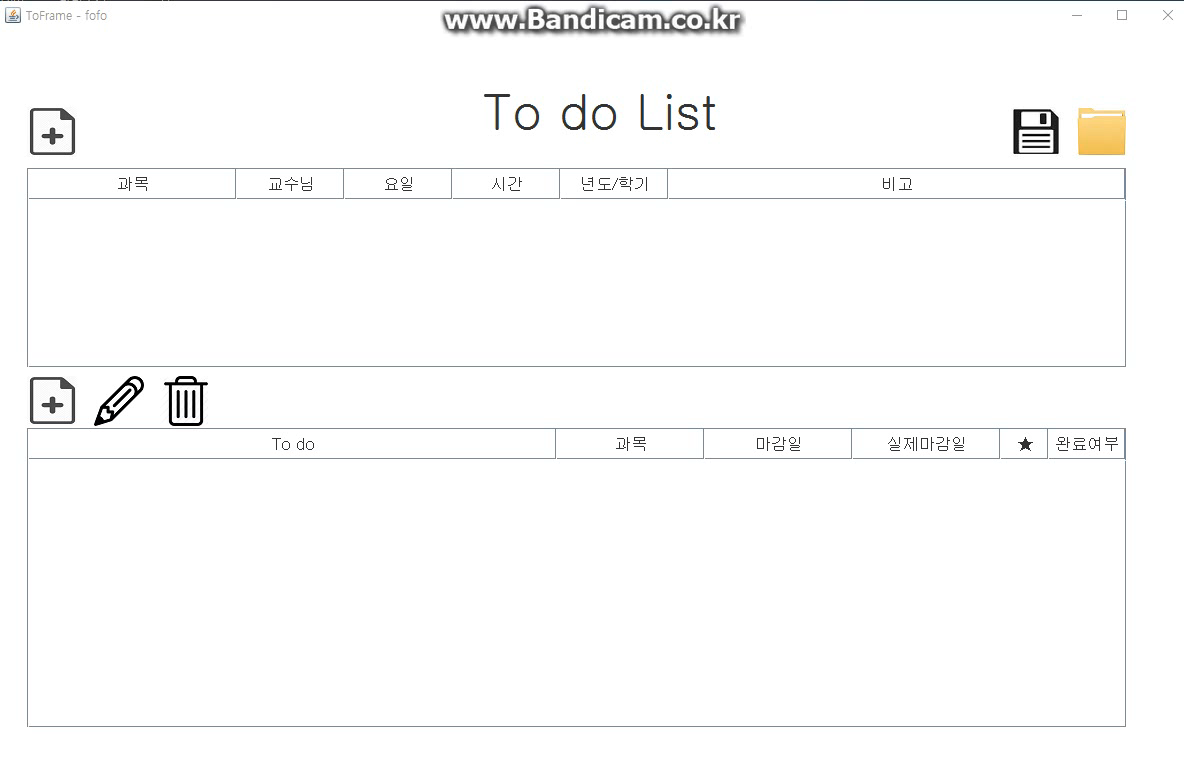 ToFrame - fofo
www.Bandicam.co.kr
To do List
과목 교수님 요일 시간 년도/학기 비고
To do 과목 마감일 실제마감일 ★ 완료여부